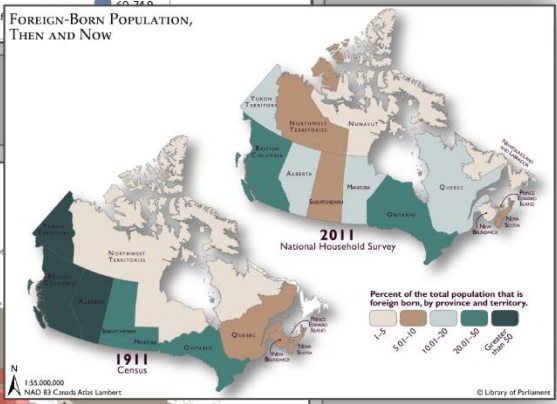 60-74.9
FOREIGN-BORN POPULATION,
THEN AND NOW
YUKON
TERRITORY
NORTHWEST
TERRITORIES
NUNAVUT
BRITISH
COLUMBIA
ALBERTA
SASKATCHEWAN
MANITOBA
ONTARIO
QUEBEC
NEWFOUNDLAND
AND LABRADOR
PRINCE
EDWARD
ISLAND
NEW
BRUNSWICK
NOVA
SCOTIA
2011
National Household Survey
YUKON
TERRITORY
NORTHWEST
TERRITORIES
BRITISH
COLUMBIA
ALBERTA
SASKATCHEWAN
MANITOBA
ONTARIO
QUEBEC
PRINCE
EDWARD
ISLAND
NEW
BRUNSWICK
NOVA
SCOTIA
1911
Census
Percent of the total population that is
foreign born, by province and territory.
1-5
5.01-10
10.01-20
20.01-50
Greater
than 50
N
1:55,000,000
NAD 83 Canada Atlas Lambert
© Library of Parliament